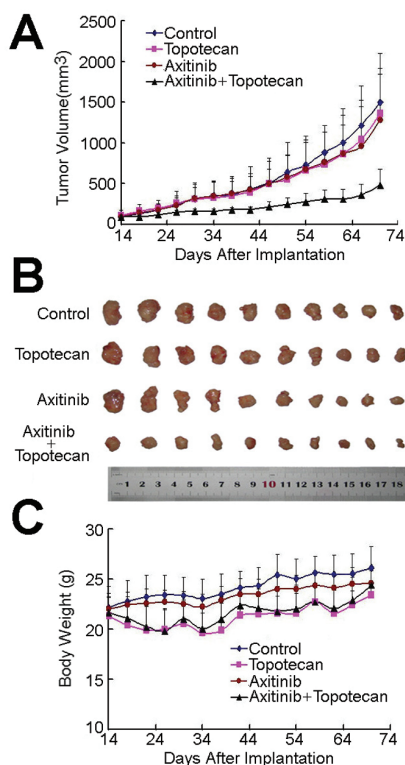 A
Control
Topotecan
Axitinib
Axitinib+Topotecan
Tumor Volume(mm3)
2500
2000
1500
1000
500
0
14 24 34 44 54 64 74
Days After Implantation
B
Control
Topotecan
Axitinib
Axitinib
+
Topotecan
1 2 3 4 5 6 7 8 9 10 11 12 13 14 15 16 17 18
C
Body Weight (g)
30
25
20
15
10
Control
Topotecan
Axitinib
Axitinib+Topotecan
14 24 34 44 54 64 74
Days After Implantation